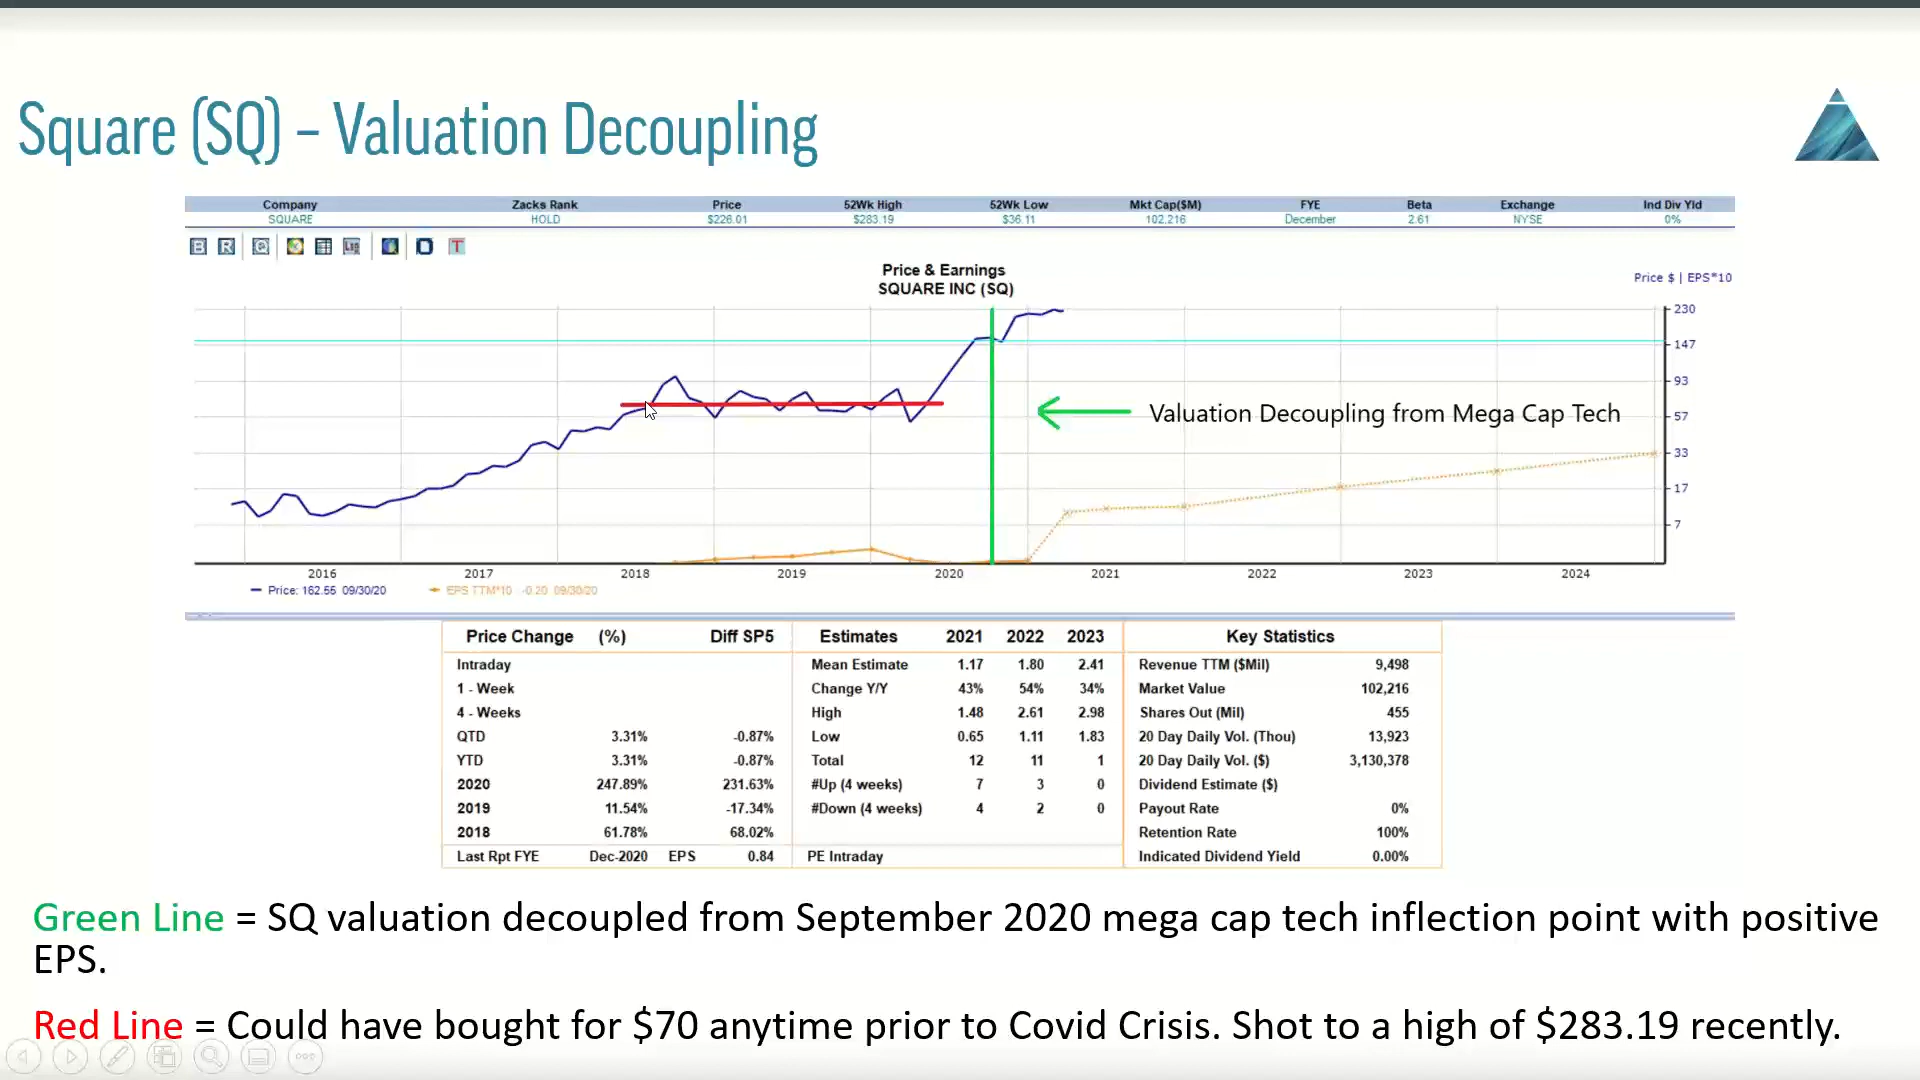 Square (SQ) – Valuation Decoupling
Company Zacks Rank Price 52Wk High 52Wk Low Mkt Cap($M) FYE Beta Exchange Ind Div Yld
SQUARE HOLD $226.01 $283.19 $36.11 102,216 December 2.61 NYSE 0%
Price & Earnings
SQUARE INC (SQ)
Price $ | EPS*10
230
147
93
Valuation Decoupling from Mega Cap Tech
57
33
17
7
2016 2017 2018 2019 2020 2021 2022 2023 2024
Price: 162.55 09/30/20 EPS TTM*10 -0.20 09/30/20
Price Change (%) Diff SP5 Estimates 2021 2022 2023 Key Statistics
Intraday Mean Estimate 1.17 1.80 2.41 Revenue TTM ($Mil) 9,498
1 - Week Change Y/Y 43% 54% 34% Market Value 102,216
4 - Weeks High 1.48 2.61 2.98 Shares Out (Mil) 455
QTD 3.31% -0.87% Low 0.65 1.11 1.83 20 Day Daily Vol. (Thou) 13,923
YTD 3.31% -0.87% Total 12 11 1 20 Day Daily Vol. ($) 3,130,378
2020 247.89% 231.63% #Up (4 weeks) 7 3 0 Dividend Estimate ($)
2019 11.54% -17.34% #Down (4 weeks) 4 2 0 Payout Rate 0%
2018 61.78% 68.02% Retention Rate 100%
Last Rpt FYE Dec-2020 EPS 0.84 PE Intraday Indicated Dividend Yield 0.00%
Green Line = SQ valuation decoupled from September 2020 mega cap tech inflection point with positive
EPS.
Red Line = Could have bought for $70 anytime prior to Covid Crisis. Shot to a high of $283.19 recently.